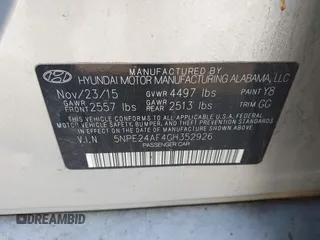 MANUFACTURED BY
HYUNDAI MOTOR MANUFACTURING ALABAMA, LLC
Nov/23/15 GVWR 4497 lbs PAINT Y8
GAWR FRONT 2557 lbs GAWR REAR 2513 lbs TRIM GG
THIS VEHICLE CONFORMS TO ALL APPLICABLE FEDERAL
MOTOR VEHICLE SAFETY, BUMPER, AND THEFT PREVENTION
STANDARDS IN EFFECT ON THE DATE OF MANUFACTURE SHOWN ABOVE.
V.I.N 5NPE24AF4GH352926
PASSENGER CAR
DCARBIDFAX